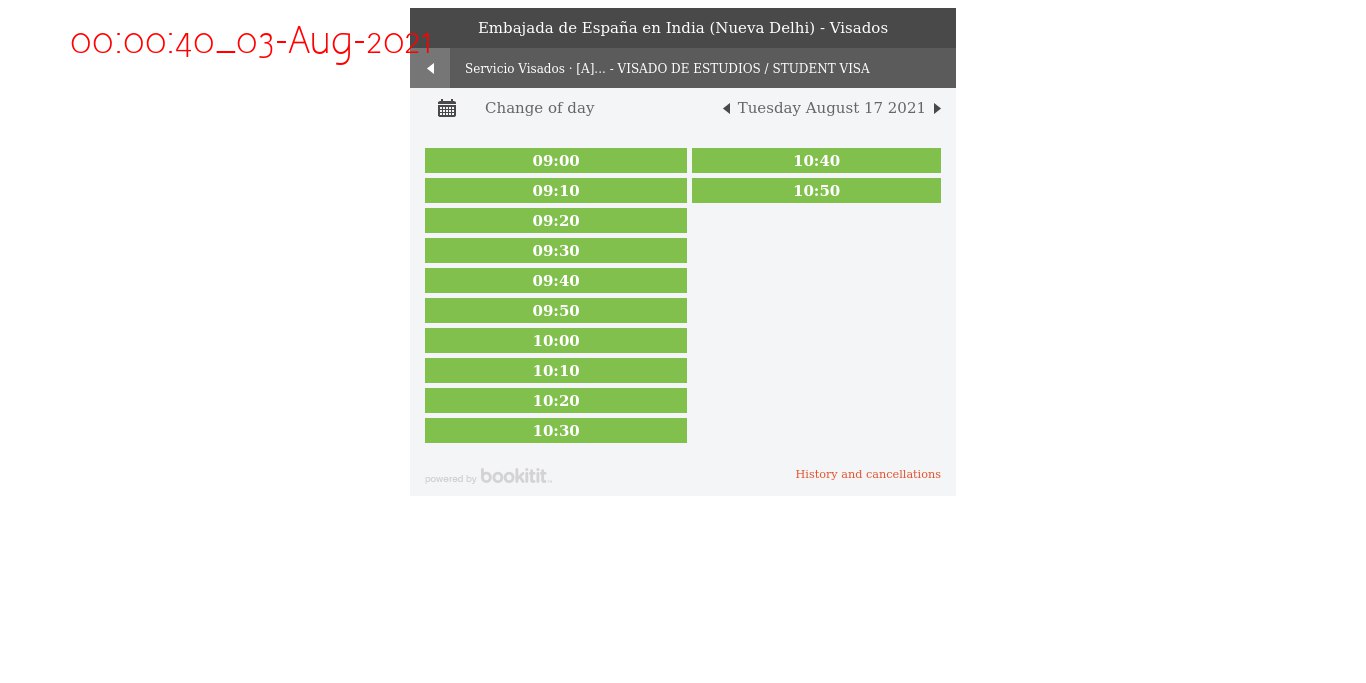 00:00:40_03-Aug-2021
Embajada de España en India (Nueva Delhi) - Visados
Servicio Visados · [A]... - VISADO DE ESTUDIOS / STUDENT VISA
Change of day
Tuesday August 17 2021
09:00
09:10
09:20
09:30
09:40
09:50
10:00
10:10
10:20
10:30
10:40
10:50
powered by bookitit
History and cancellations